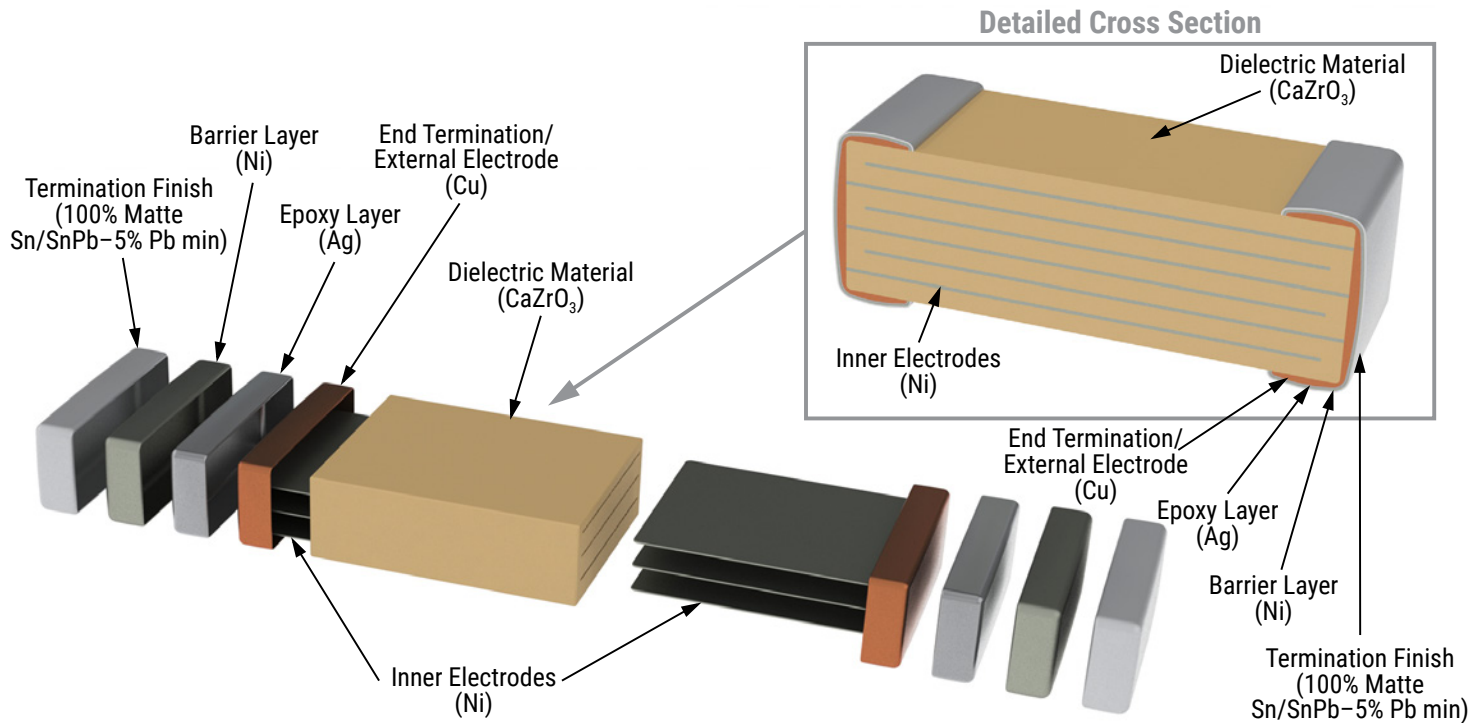 Detailed Cross Section
Dielectric Material
(CaZrO₃)
Inner Electrodes
(Ni)
End Termination/
External Electrode
(Cu)
Epoxy Layer
(Ag)
Barrier Layer
(Ni)
Termination Finish
(100% Matte
Sn/SnPb–5% Pb min)
Termination Finish
(100% Matte
Sn/SnPb–5% Pb min)
Barrier Layer
(Ni)
Epoxy Layer
(Ag)
End Termination/
External Electrode
(Cu)
Dielectric Material
(CaZrO₃)
Inner Electrodes
(Ni)